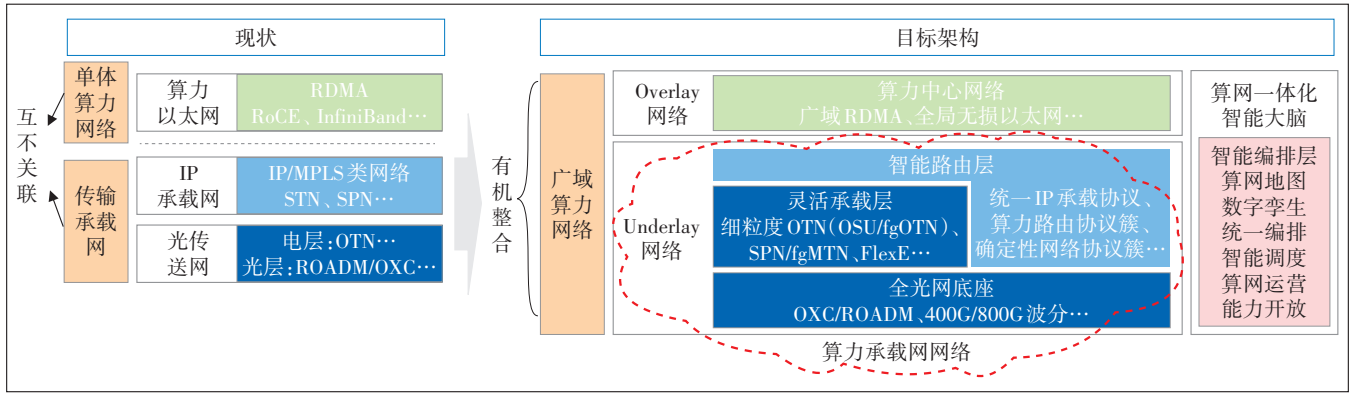 现状
互不关联
单体
算力
网络
算力
以太网
RDMA
RoCE、InfiniBand…
传输
承载
网
IP
承载网
IP/MPLS类网络
STN、SPN…
光传
送网
电层:OTN…
光层:ROADM/OXC…
有机整合
目标架构
广域
算力
网络
Overlay
网络
算力中心网络
广域RDMA、全局无损以太网…
Underlay
网络
智能路由层
统一IP承载协议、
算力路由协议簇、
确定性网络协议簇…
灵活承载层
细粒度OTN(OSU/fgOTN)、
SPN/fgMTN、FlexE…
全光网底座
OXC/ROADM、400G/800G波分…
算力承载网网络
算网一体化
智能大脑
智能编排层
算网地图
数字孪生
统一编排
智能调度
算网运营
能力开放